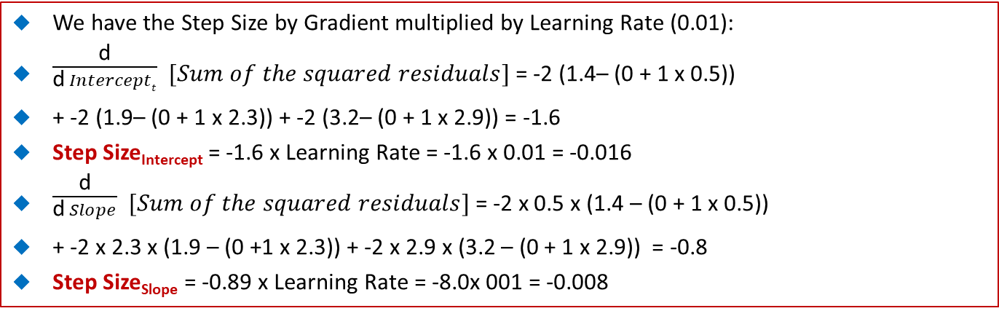 We have the Step Size by Gradient multiplied by Learning Rate (0.01):
d
d Intercept_t [Sum of the squared residuals] = -2 (1.4– (0 + 1 x 0.5))
+ -2 (1.9– (0 + 1 x 2.3)) + -2 (3.2– (0 + 1 x 2.9)) = -1.6
Step Size_Intercept = -1.6 x Learning Rate = -1.6 x 0.01 = -0.016
d
d Slope [Sum of the squared residuals] = -2 x 0.5 x (1.4 – (0 + 1 x 0.5))
+ -2 x 2.3 x (1.9 – (0 +1 x 2.3)) + -2 x 2.9 x (3.2 – (0 + 1 x 2.9)) = -0.8
Step Size_Slope = -0.89 x Learning Rate = -8.0x 001 = -0.008